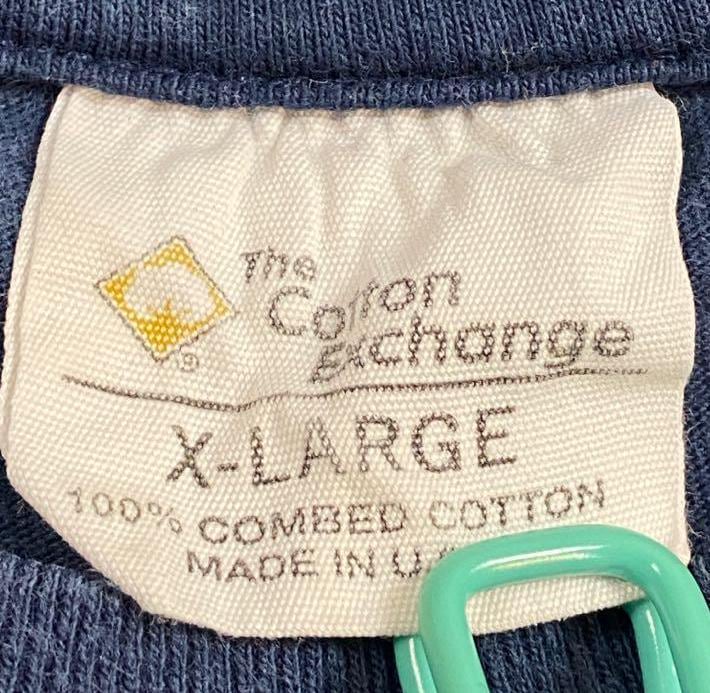 The
Cotton
Exchange
®
X-LARGE
100% COMBED COTTON
MADE IN U.